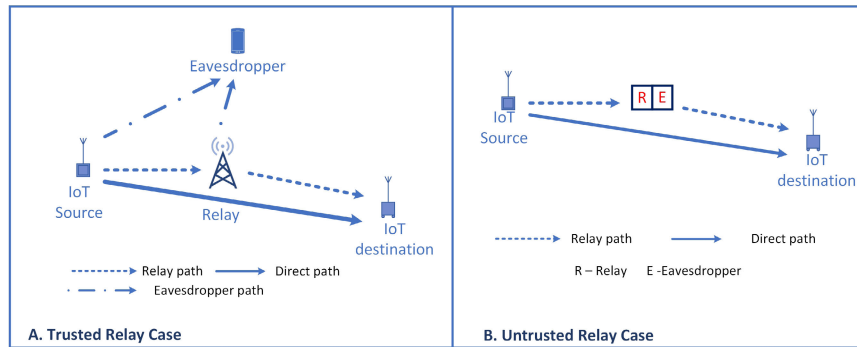 Eavesdropper
IoT
Source
Relay
IoT
destination
Relay path
Direct path
Eavesdropper path
A. Trusted Relay Case
R E
IoT
Source
IoT
destination
Relay path
Direct path
R – Relay E -Eavesdropper
B. Untrusted Relay Case